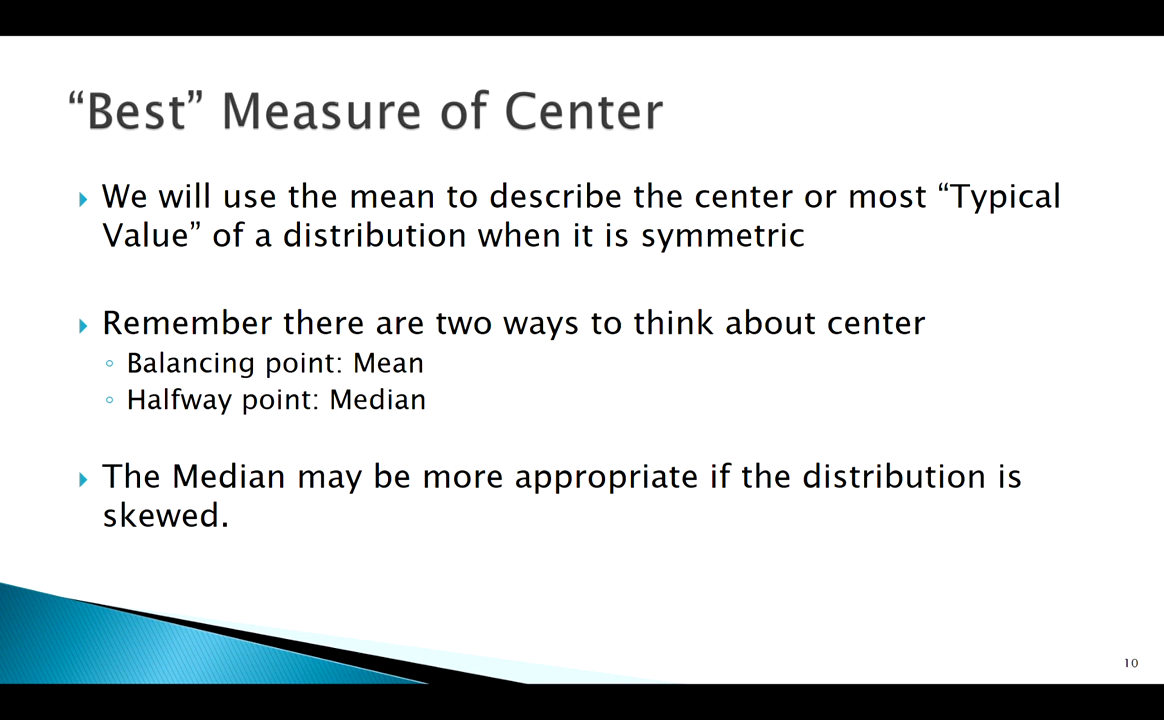 “Best” Measure of Center
We will use the mean to describe the center or most “Typical
Value” of a distribution when it is symmetric
Remember there are two ways to think about center
Balancing point: Mean
Halfway point: Median
The Median may be more appropriate if the distribution is
skewed.
10